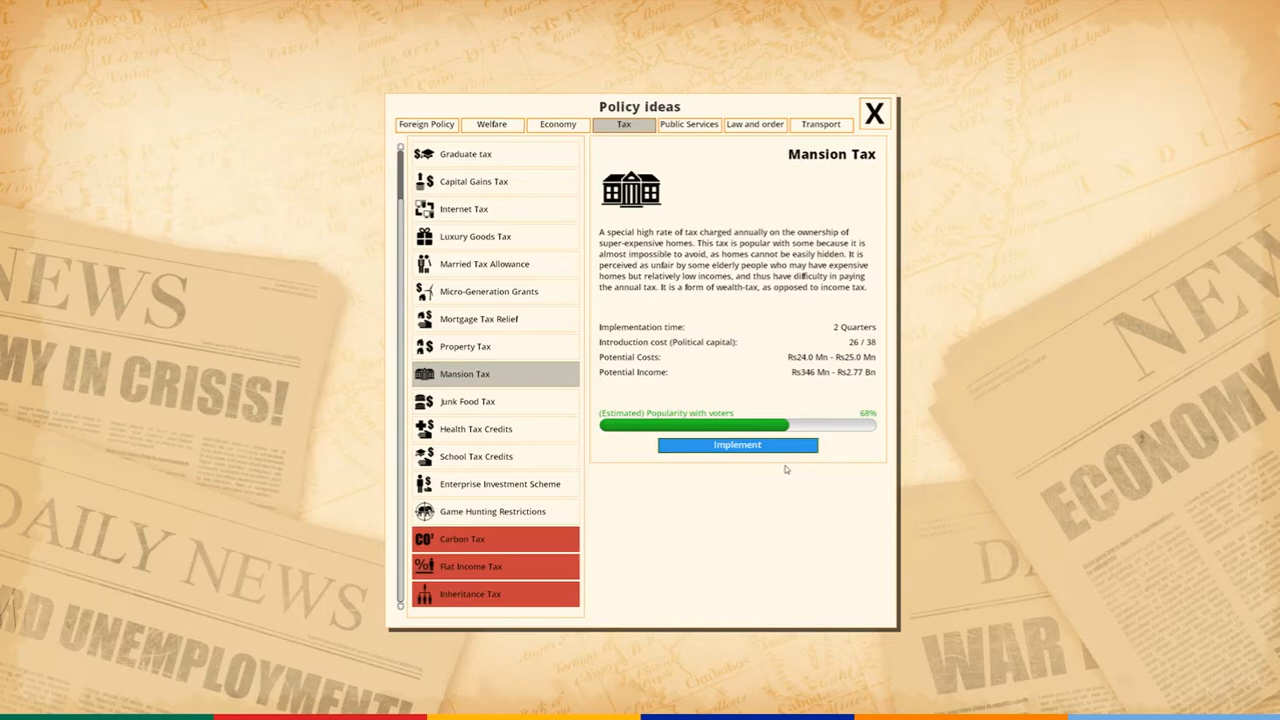 Policy ideas
X
Foreign Policy
Welfare
Economy
Tax
Public Services
Law and order
Transport
Graduate tax
Capital Gains Tax
Internet Tax
Luxury Goods Tax
Married Tax Allowance
Micro-Generation Grants
Mortgage Tax Relief
Property Tax
Mansion Tax
Junk Food Tax
Health Tax Credits
School Tax Credits
Enterprise Investment Scheme
Game Hunting Restrictions
CO² Carbon Tax
% Flat Income Tax
Inheritance Tax
Mansion Tax
A special high rate of tax charged annually on the ownership of
super-expensive homes. This tax is popular with some because it is
almost impossible to avoid, as homes cannot be easily hidden. It is
perceived as unfair by some elderly people who may have expensive
homes but relatively low incomes, and thus have difficulty in paying
the annual tax. It is a form of wealth-tax, as opposed to income tax.
Implementation time: 2 Quarters
Introduction cost (Political capital): 26 / 38
Potential Costs: Rs24.0 Mn - Rs25.0 Mn
Potential Income: Rs346 Mn - Rs2.77 Bn
(Estimated) Popularity with voters 68%
Implement
NEWS
MY IN CRISIS!
DAILY NEWS
RD UNEMPLOYMENT!
NEW
ECONOMY
D
WAR